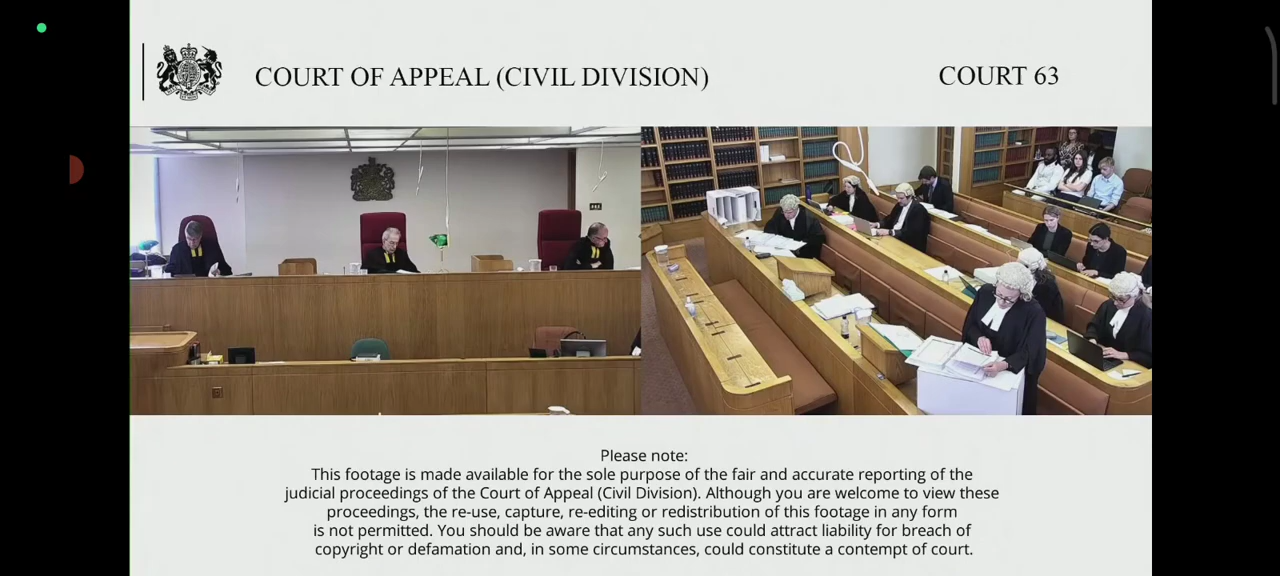 COURT OF APPEAL (CIVIL DIVISION)
COURT 63
Please note:
This footage is made available for the sole purpose of the fair and accurate reporting of the
judicial proceedings of the Court of Appeal (Civil Division). Although you are welcome to view these
proceedings, the re-use, capture, re-editing or redistribution of this footage in any form
is not permitted. You should be aware that any such use could attract liability for breach of
copyright or defamation and, in some circumstances, could constitute a contempt of court.